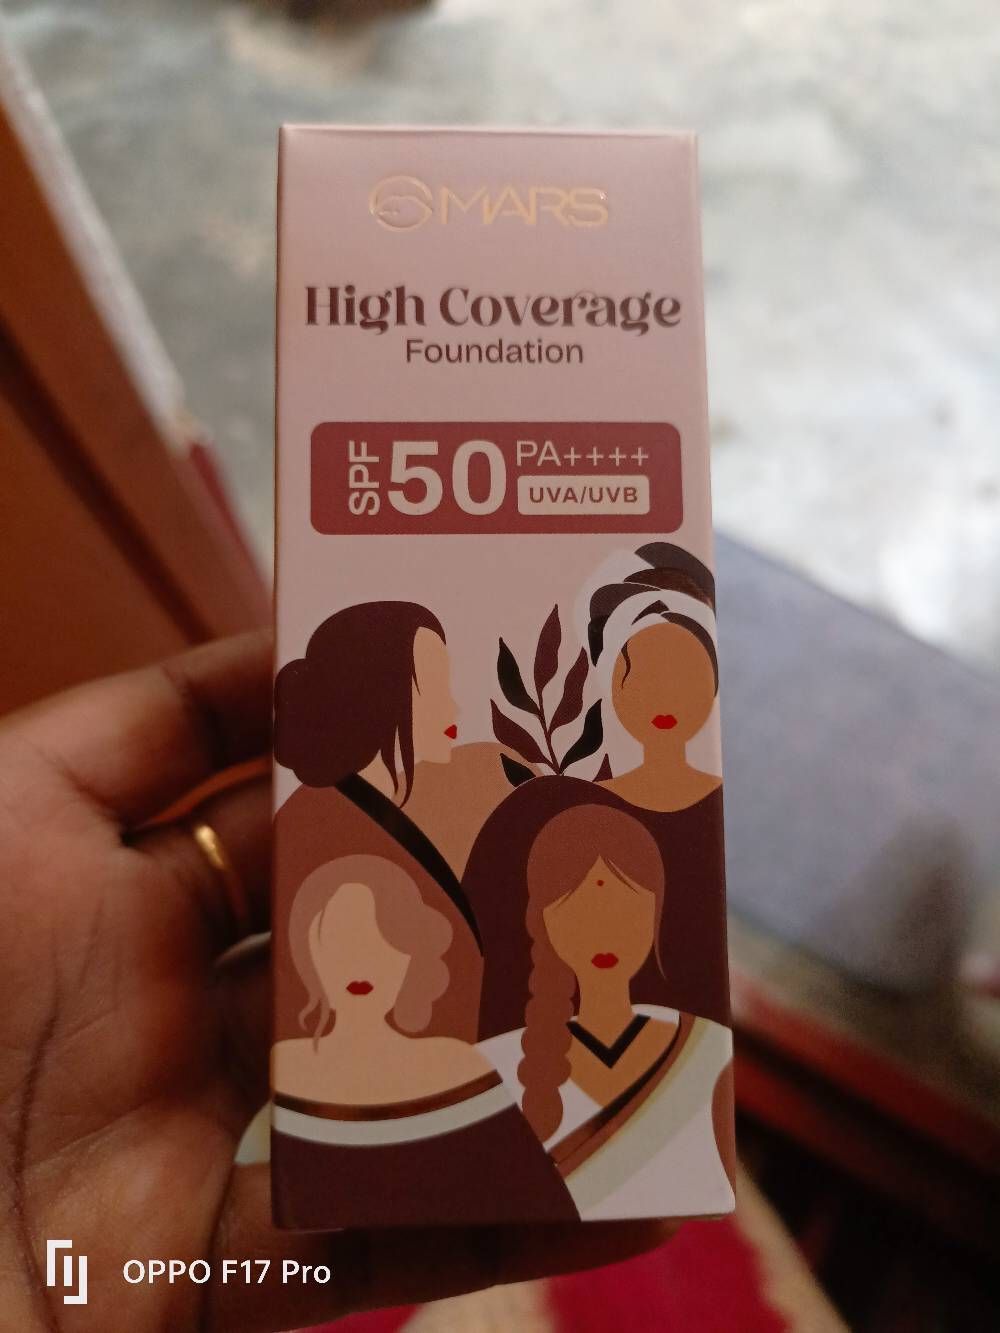 MARS
High Coverage
Foundation
SPF 50 PA++++
UVA/UVB
OPPO F17 Pro